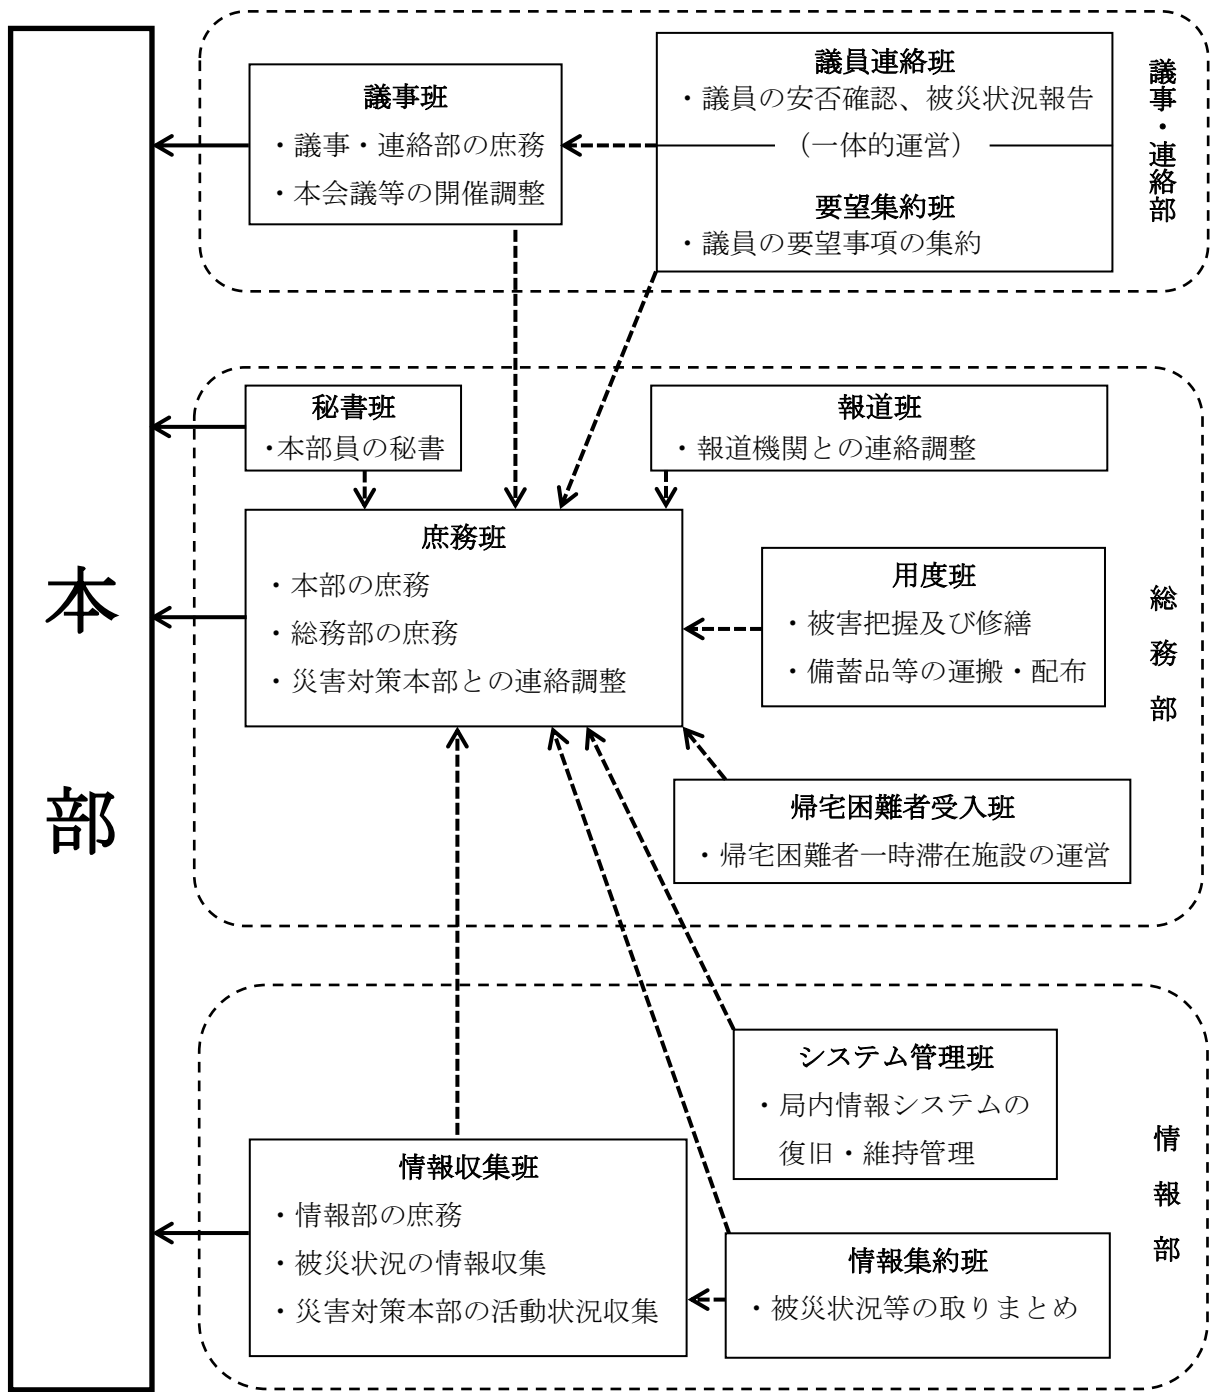 本部
議事・連絡部
議事班
・議事・連絡部の庶務
・本会議等の開催調整
議員連絡班
・議員の安否確認、被災状況報告
（一体的運営）
要望集約班
・議員の要望事項の集約
総務部
秘書班
・本部員の秘書
報道班
・報道機関との連絡調整
庶務班
・本部の庶務
・総務部の庶務
・災害対策本部との連絡調整
用度班
・被害把握及び修繕
・備蓄品等の運搬・配布
帰宅困難者受入班
・帰宅困難者一時滞在施設の運営
情報部
システム管理班
・局内情報システムの
復旧・維持管理
情報収集班
・情報部の庶務
・被災状況の情報収集
・災害対策本部の活動状況収集
情報集約班
・被災状況等の取りまとめ